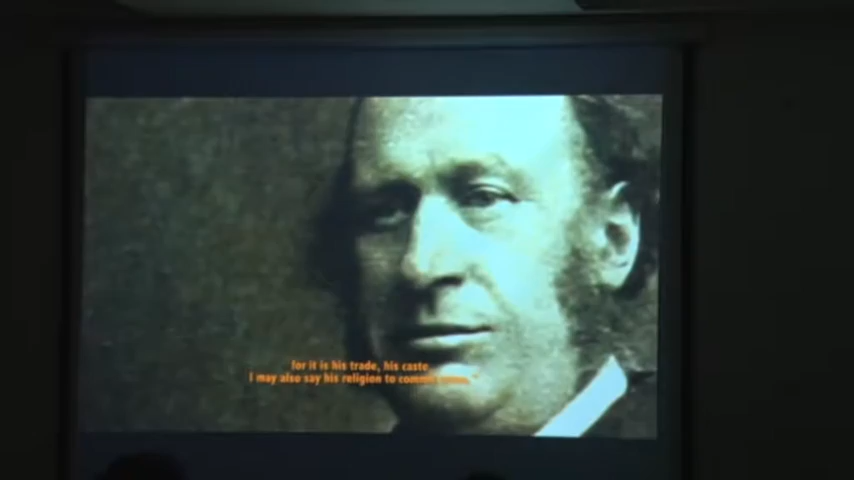 for it is his trade, his caste,
I may also say his religion to commit